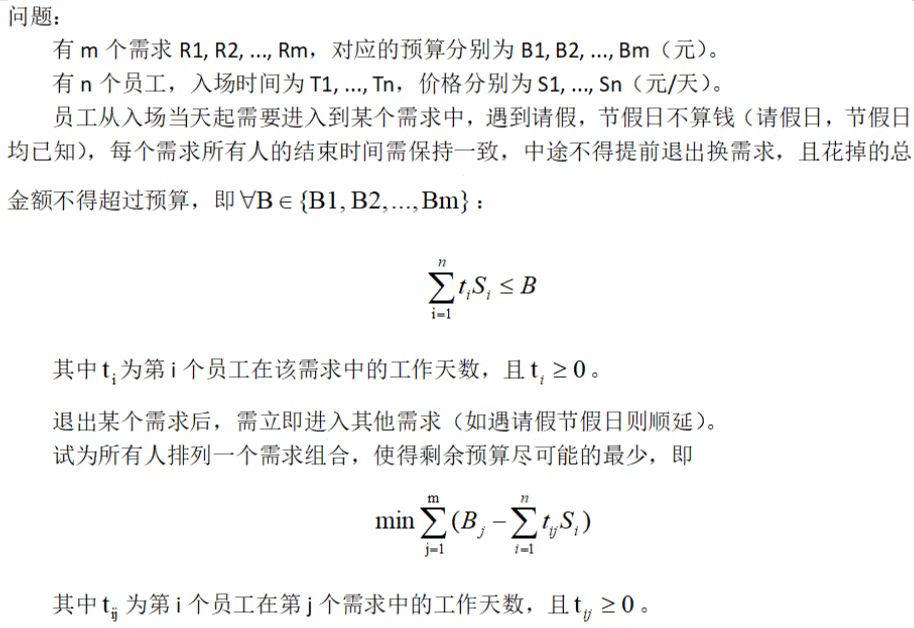 问题：
有 m 个需求 R1, R2, ..., Rm，对应的预算分别为 B1, B2, ..., Bm（元）。
有 n 个员工，入场时间为 T1, ..., Tn，价格分别为 S1, ..., Sn（元/天）。
员工从入场当天起需要进入到某个需求中，遇到请假，节假日不算钱（请假日，节假日
均已知），每个需求所有人的结束时间需保持一致，中途不得提前退出换需求，且花掉的总
金额不得超过预算，即 ∀B ∈ {B1, B2, ..., Bm}：
∑_{i=1}^{n} t_i S_i ≤ B
其中 t_i 为第 i 个员工在该需求中的工作天数，且 t_i ≥ 0 。
退出某个需求后，需立即进入其他需求（如遇请假节假日则顺延）。
试为所有人排列一个需求组合，使得剩余预算尽可能的最少，即
min ∑_{j=1}^{m} (B_j − ∑_{i=1}^{n} t_{ij} S_i)
其中 t_{ij} 为第 i 个员工在第 j 个需求中的工作天数，且 t_{ij} ≥ 0 。